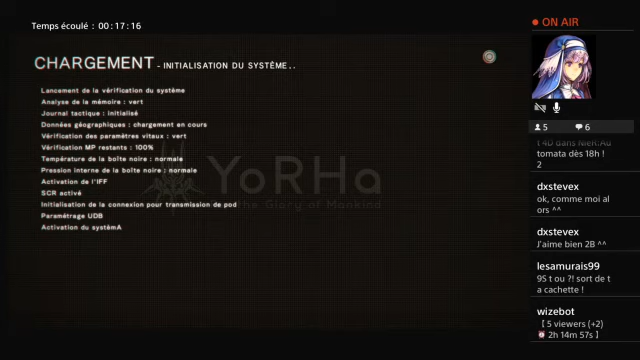 Temps écoulé : 00:17:16
CHARGEMENT - INITIALISATION DU SYSTÈME..
Lancement de la vérification du système
Analyse de la mémoire : vert
Journal tactique : initialisé
Données géographiques : chargement en cours
Vérification des paramètres vitaux : vert
Vérification MP restants : 100%
Température de la boîte noire : normale
Pression interne de la boîte noire : normale
Activation de l'IFF
SCR activé
Initialisation de la connexion pour transmission de pod
Paramétrage UDB
Activation du systèmA
YoRHa
the Glory of Mankind
ON AIR
5 6
t 4D dans NieR:Au
tomata dès 18h !
2
dxstevex
ok, comme moi al
ors ^^
dxstevex
J'aime bien 2B ^^
lesamurais99
9S t ou ?! sort de t
a cachette !
wizebot
[ 5 viewers (+2)
2h 14m 57s ]